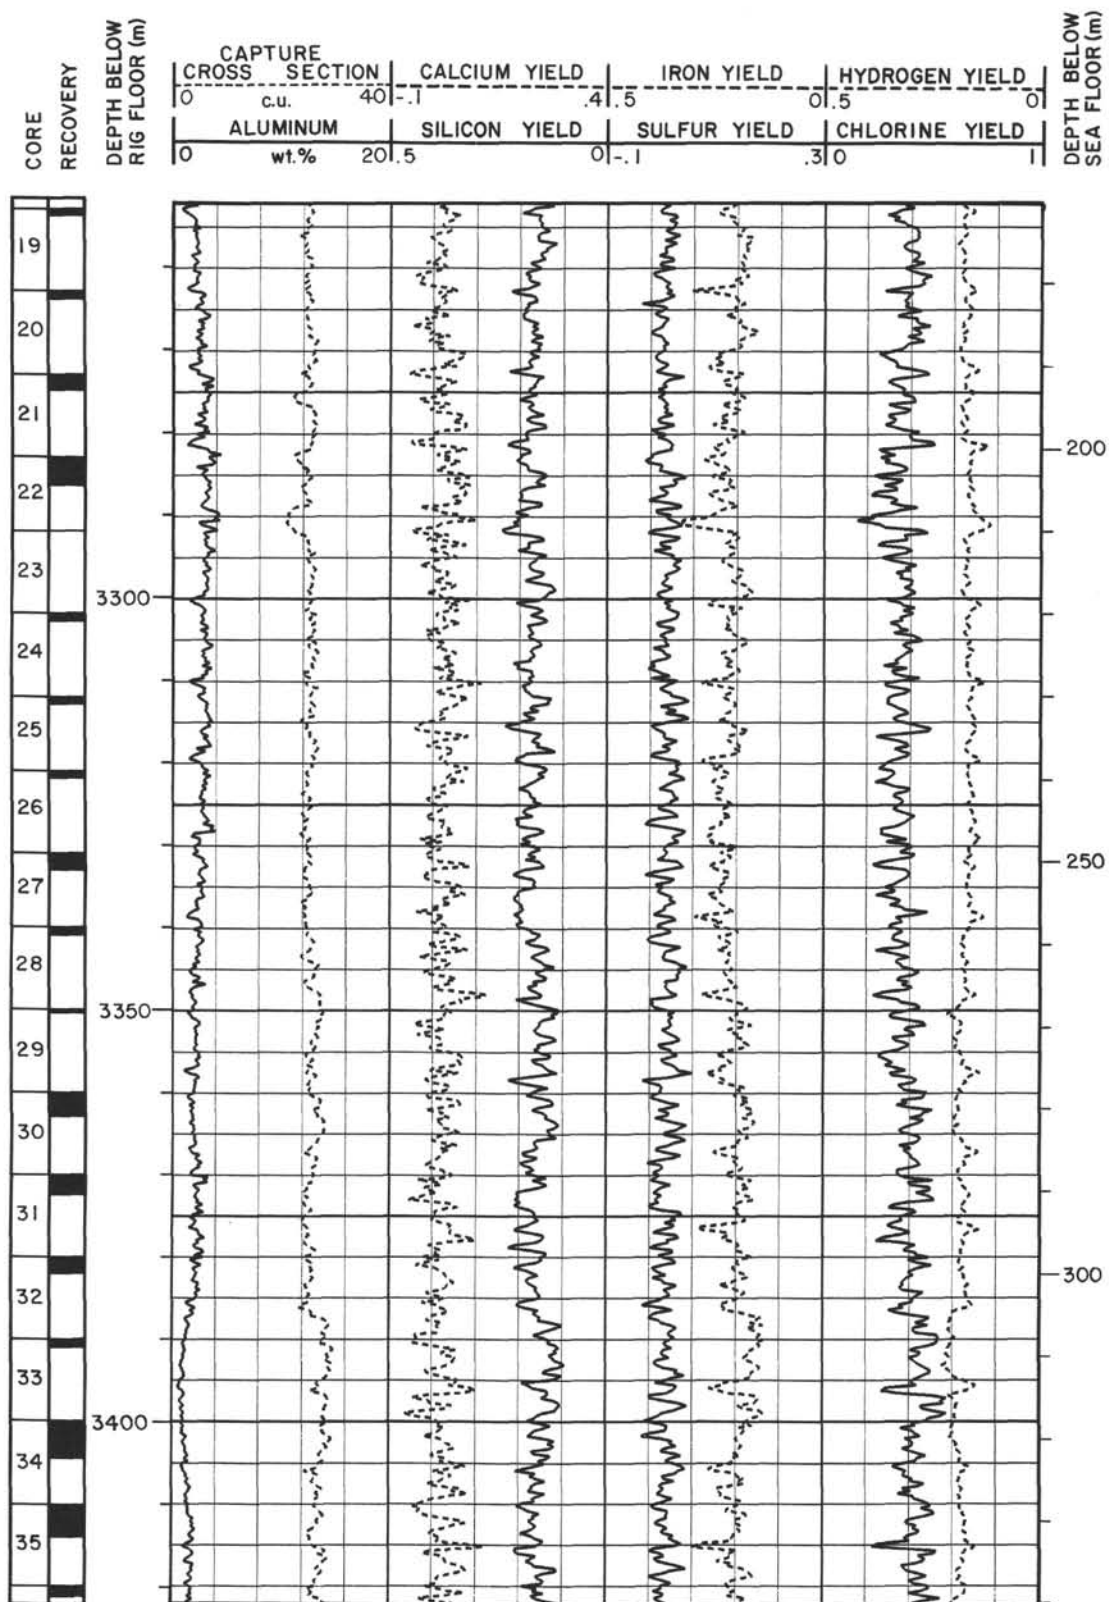 CORE
RECOVERY
DEPTH BELOW
RIG FLOOR (m)
CAPTURE
CROSS SECTION
0 c.u. 40
ALUMINUM
0 wt.% 20
CALCIUM YIELD
-.1 .4
SILICON YIELD
.5 0
IRON YIELD
.5 0
SULFUR YIELD
-.1 .3
HYDROGEN YIELD
.5 0
CHLORINE YIELD
0 1
DEPTH BELOW
SEA FLOOR (m)
19
20
21
200
22
23
3300
24
25
26
250
27
28
3350
29
30
31
300
32
33
3400
34
35